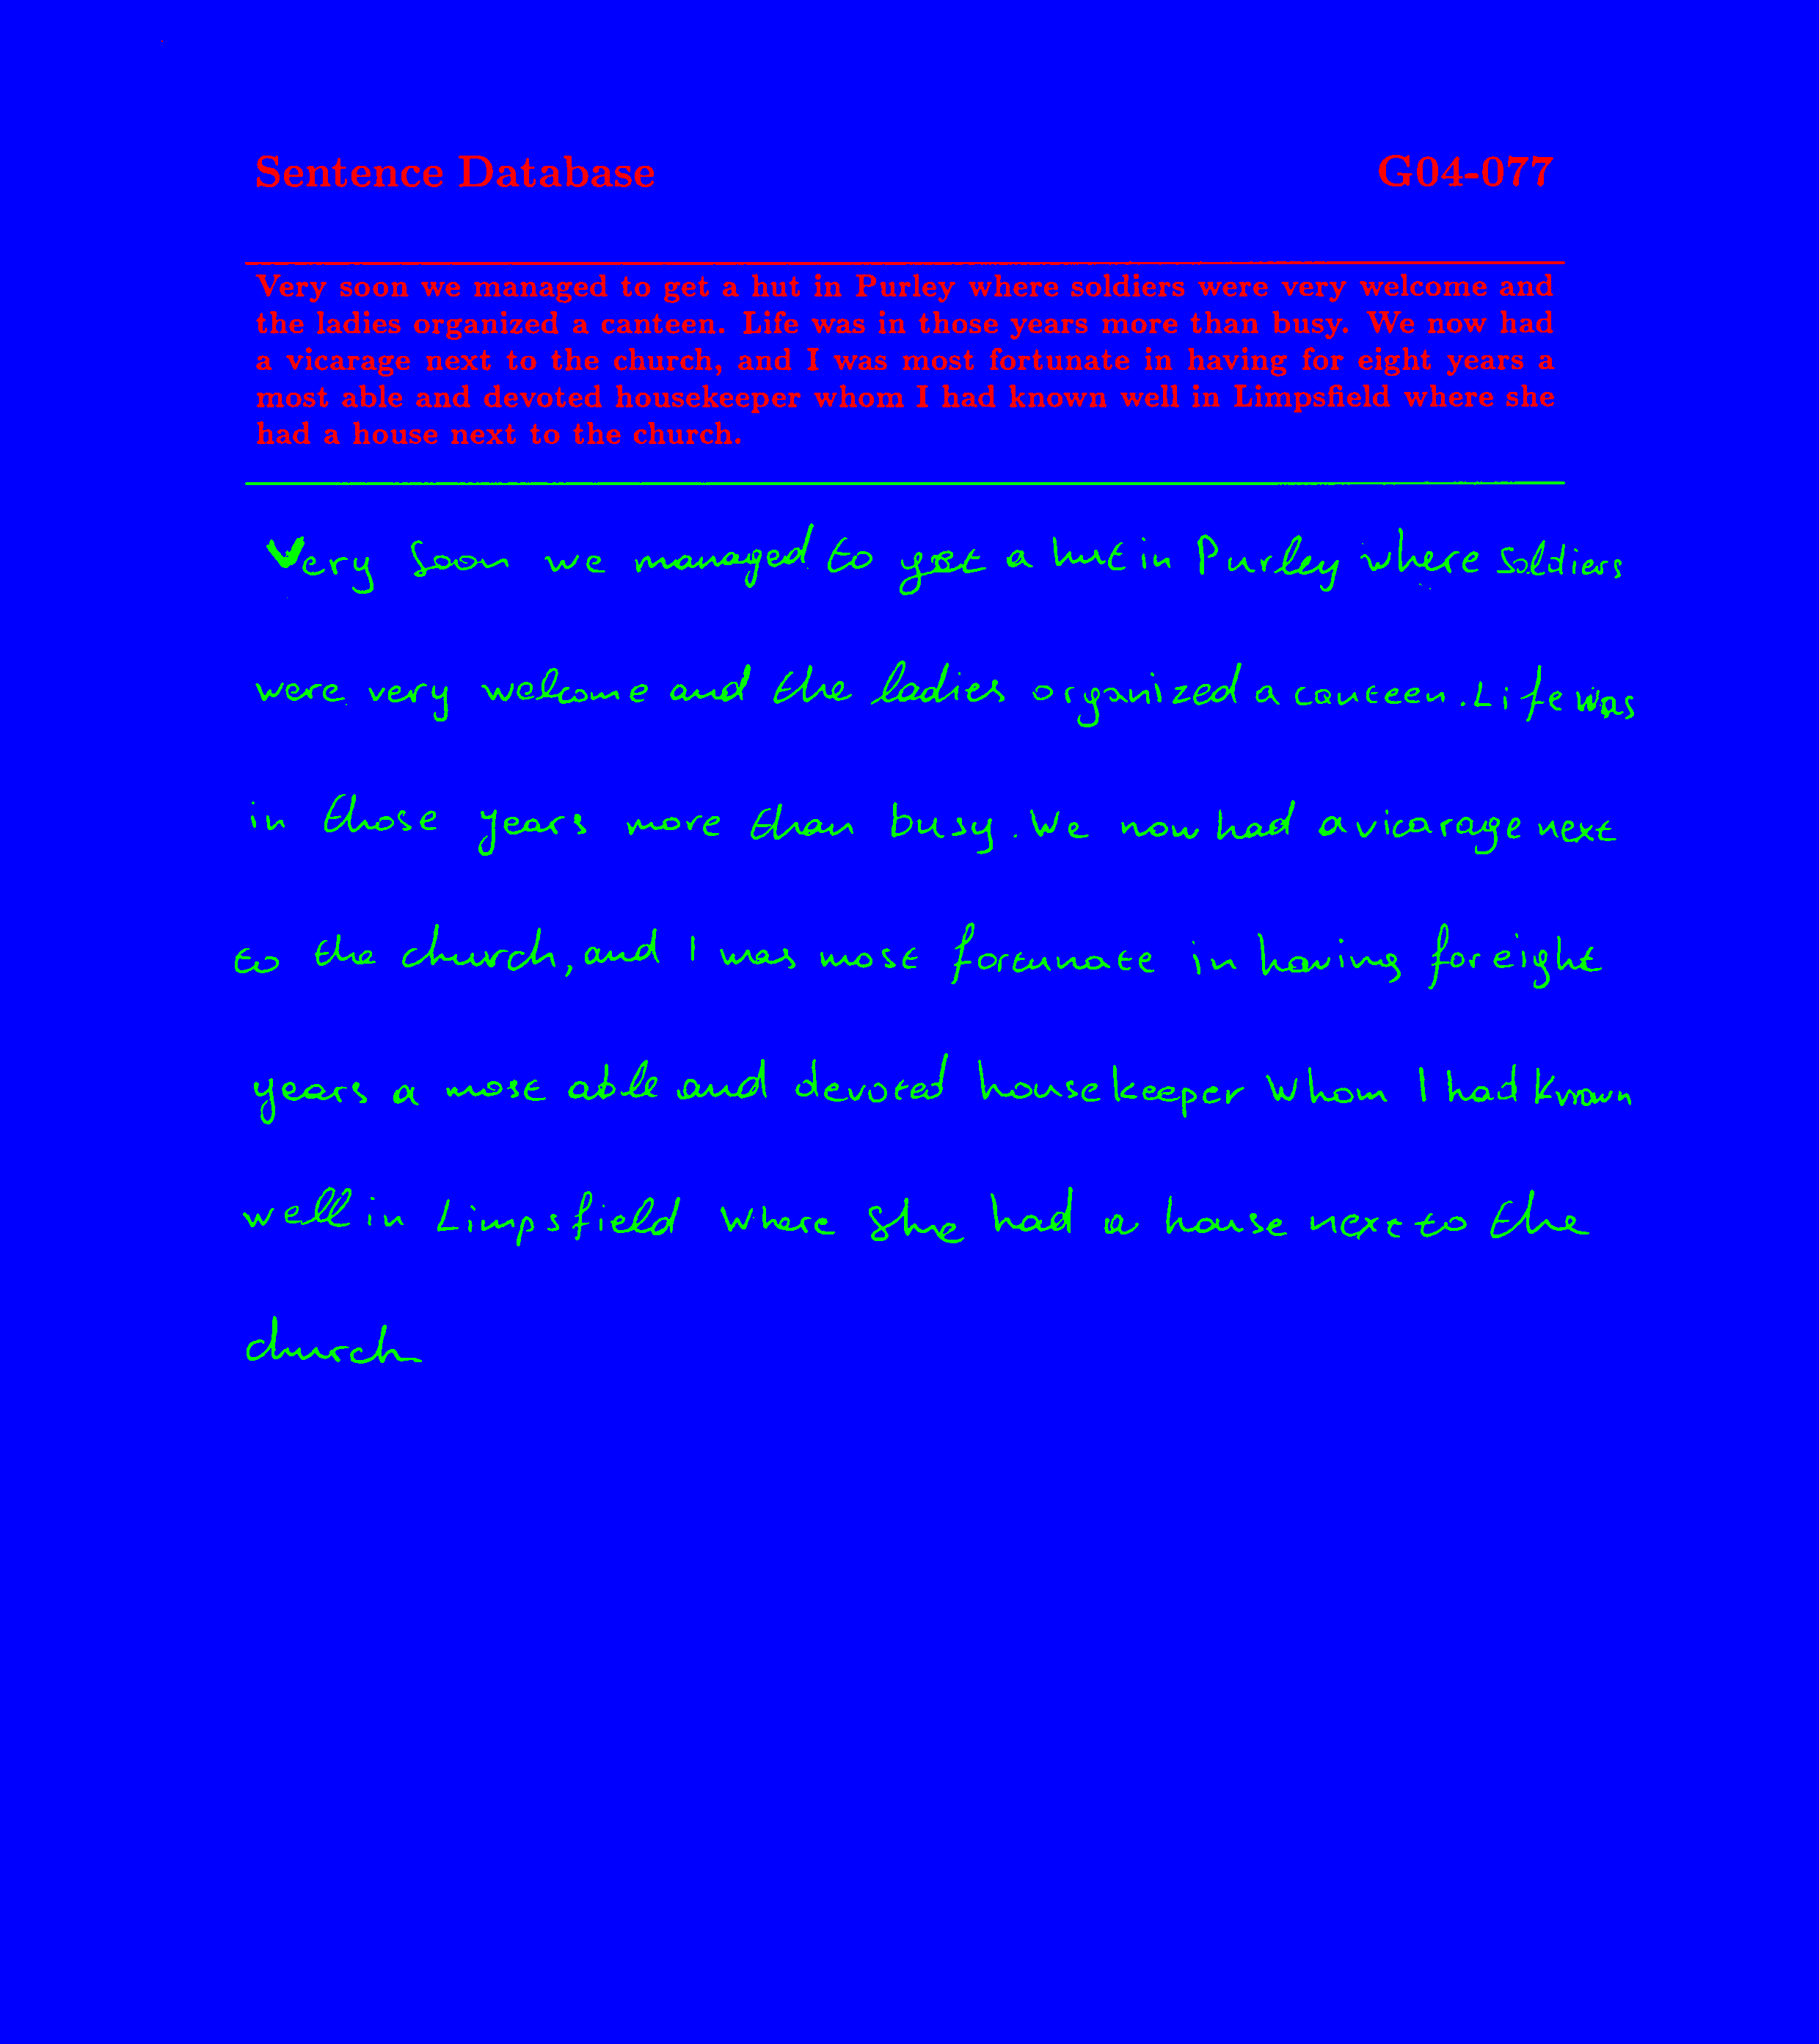 Sentence Database G04-077
Very soon we managed to get a hut in Purley where soldiers were very welcome and
the ladies organized a canteen. Life was in those years more than busy. We now had
a vicarage next to the church, and I was most fortunate in having for eight years a
most able and devoted housekeeper whom I had known well in Limpsfield where she
had a house next to the church.
Very soon we managed to get a hut in Purley where soldiers
were very welcome and the ladies organized a canteen. Life was
in those years more than busy. We now had a vicarage next
to the church, and I was most fortunate in having for eight
years a most able and devoted housekeeper whom I had known
well in Limpsfield where she had a house next to the
church